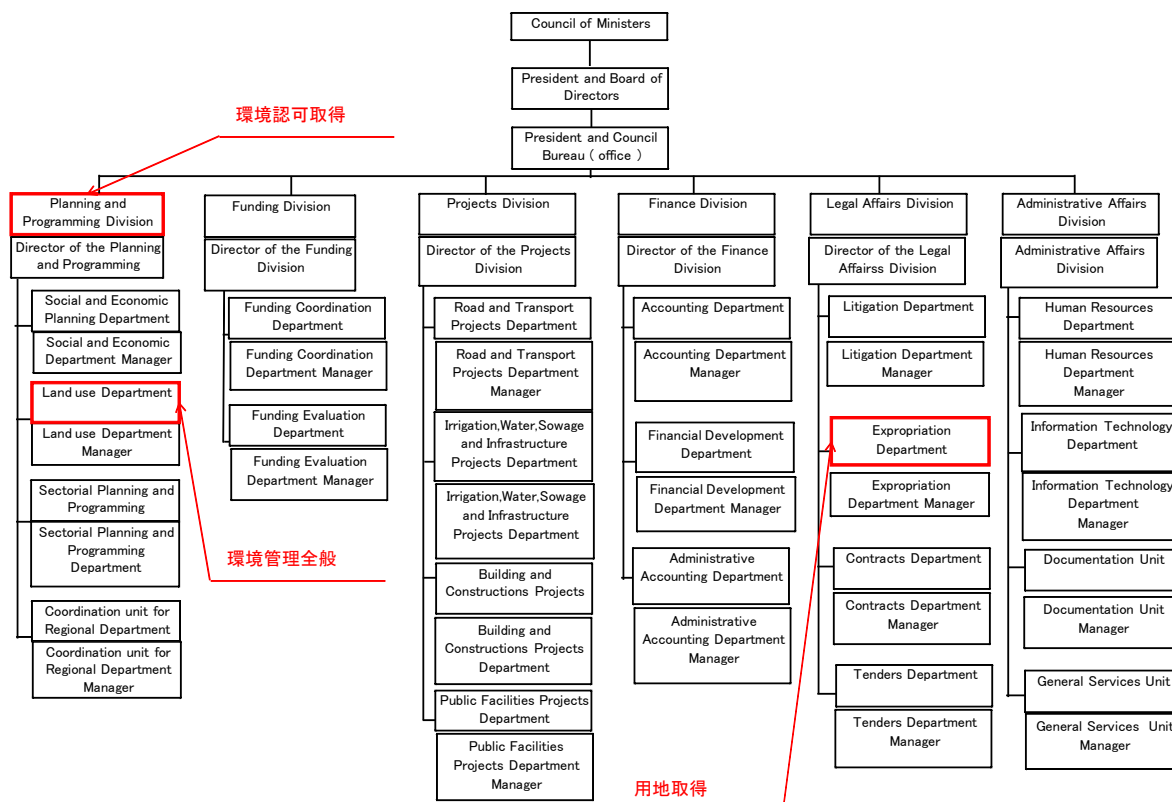 Council of Ministers
President and Board of
Directors
環境認可取得
President and Council
Bureau ( office )
Planning and
Programming Division
Director of the Planning
and Programming
Social and Economic
Planning Department
Social and Economic
Department Manager
Land use Department
Land use Department
Manager
Sectorial Planning and
Programming
Sectorial Planning and
Programming
Department
Coordination unit for
Regional Department
Coordination unit for
Regional Department
Manager
環境管理全般
Funding Division
Director of the Funding
Division
Funding Coordination
Department
Funding Coordination
Department Manager
Funding Evaluation
Department
Funding Evaluation
Department Manager
Projects Division
Director of the Projects
Division
Road and Transport
Projects Department
Road and Transport
Projects Department
Manager
Irrigation,Water,Sowage
and Infrastructure
Projects Department
Irrigation,Water,Sowage
and Infrastructure
Projects Department
Building and
Constructions Projects
Building and
Constructions Projects
Department
Public Facilities Projects
Department
Public Facilities
Projects Department
Manager
Finance Division
Director of the Finance
Division
Accounting Department
Accounting Department
Manager
Financial Development
Department
Financial Development
Department Manager
Administrative
Accounting Department
Administrative
Accounting Department
Manager
用地取得
Legal Affairs Division
Director of the Legal
Affairss Division
Litigation Department
Litigation Department
Manager
Expropriation
Department
Expropriation
Department Manager
Contracts Department
Contracts Department
Manager
Tenders Department
Tenders Department
Manager
Administrative Affairs
Division
Administrative Affairs
Division
Human Resources
Department
Human Resources
Department
Manager
Information Technology
Department
Information Technology
Department
Manager
Documentation Unit
Documentation Unit
Manager
General Services Unit
General Services Unit
Manager